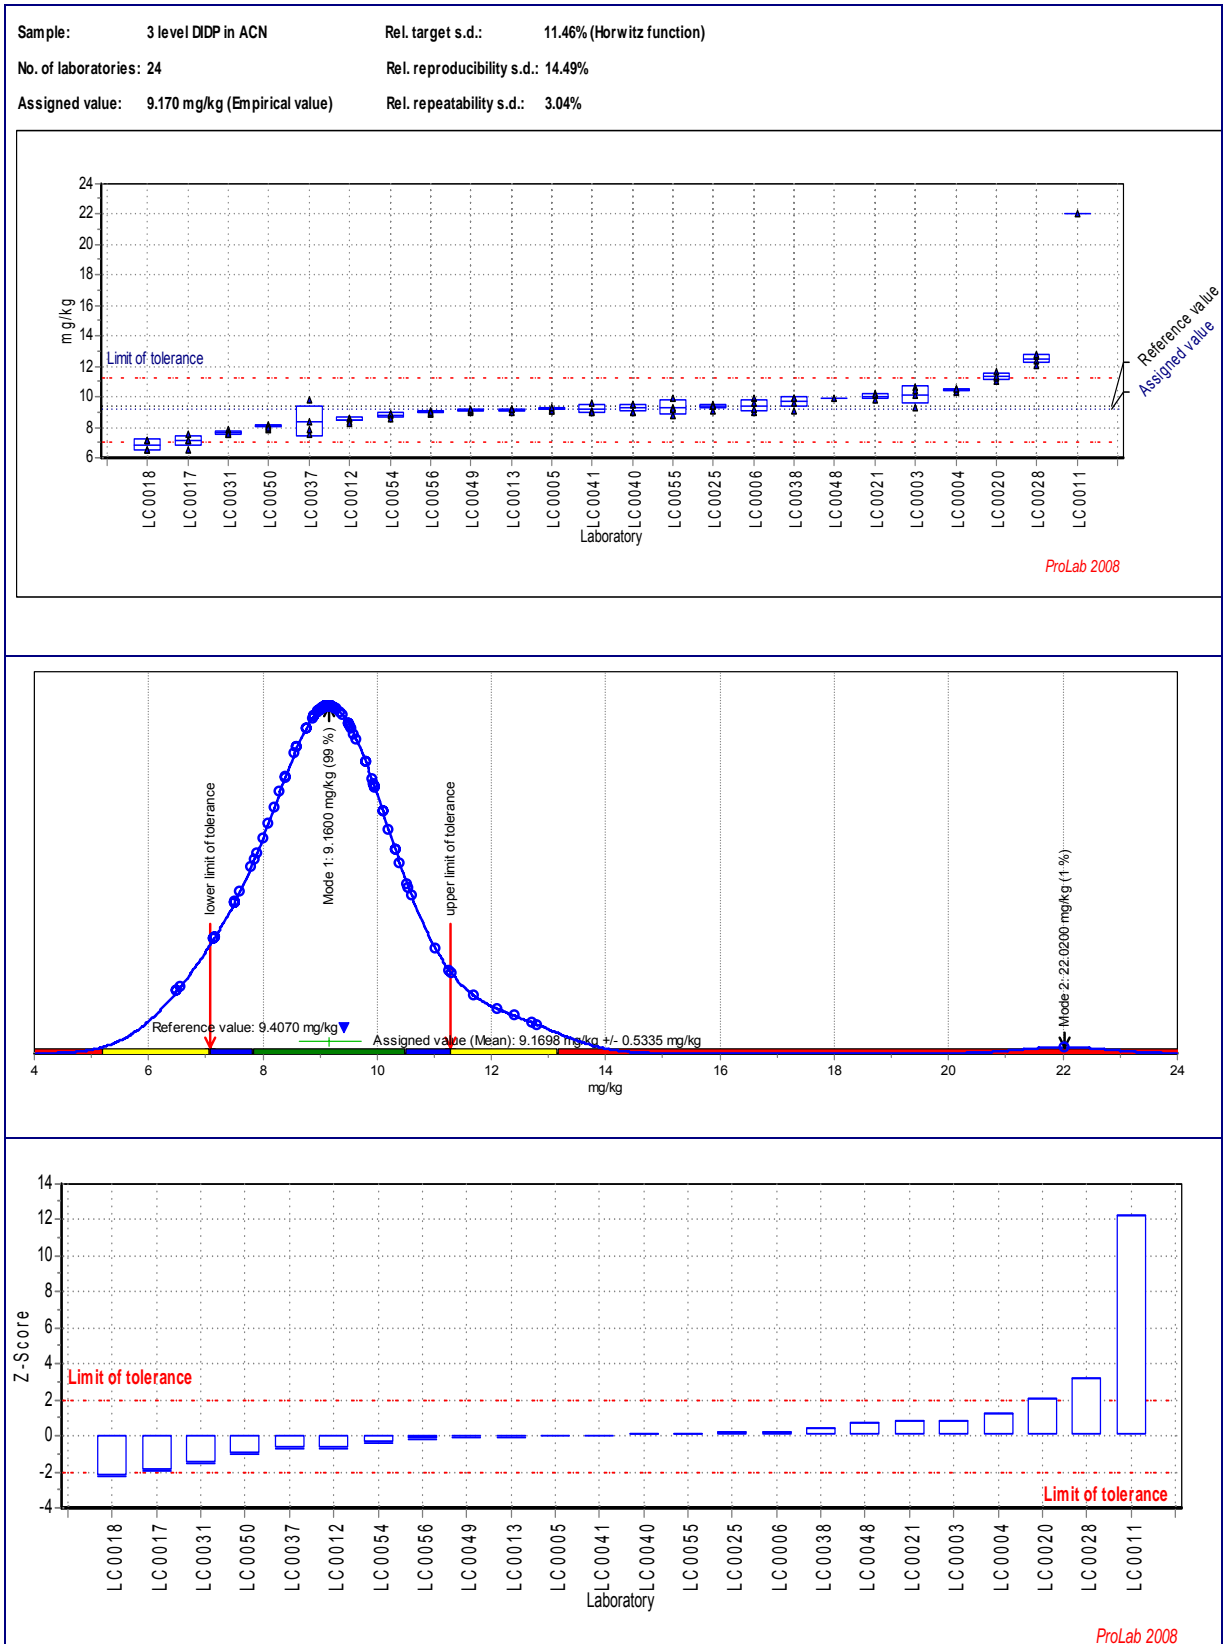 Sample: 3 level DIDP in ACN Rel. target s.d.: 11.46% (Horwitz function)
No. of laboratories: 24 Rel. reproducibility s.d.: 14.49%
Assigned value: 9.170 mg/kg (Empirical value) Rel. repeatability s.d.: 3.04%
24
22
20
18
16
14
12
10
8
6
mg/kg
Limit of tolerance
Reference value
Assigned value
LC0018 LC0017 LC0031 LC0050 LC0037 LC0012 LC0054 LC0056 LC0049 LC0013 LC0005 LC0041 LC0040 LC0055 LC0025 LC0006 LC0038 LC0048 LC0021 LC0003 LC0004 LC0020 LC0028 LC0011
Laboratory
ProLab 2008
lower limit of tolerance
Mode 1: 9.1600 mg/kg (99 %)
upper limit of tolerance
Mode 2: 22.0200 mg/kg (1 %)
Reference value: 9.4070 mg/kg
Assigned value (Mean): 9.1698 mg/kg +/- 0.5335 mg/kg
4 6 8 10 12 14 16 18 20 22 24
mg/kg
14
12
10
8
6
4
2
0
-2
-4
Z-Score
Limit of tolerance
Limit of tolerance
LC0018 LC0017 LC0031 LC0050 LC0037 LC0012 LC0054 LC0056 LC0049 LC0013 LC0005 LC0041 LC0040 LC0055 LC0025 LC0006 LC0038 LC0048 LC0021 LC0003 LC0004 LC0020 LC0028 LC0011
Laboratory
ProLab 2008